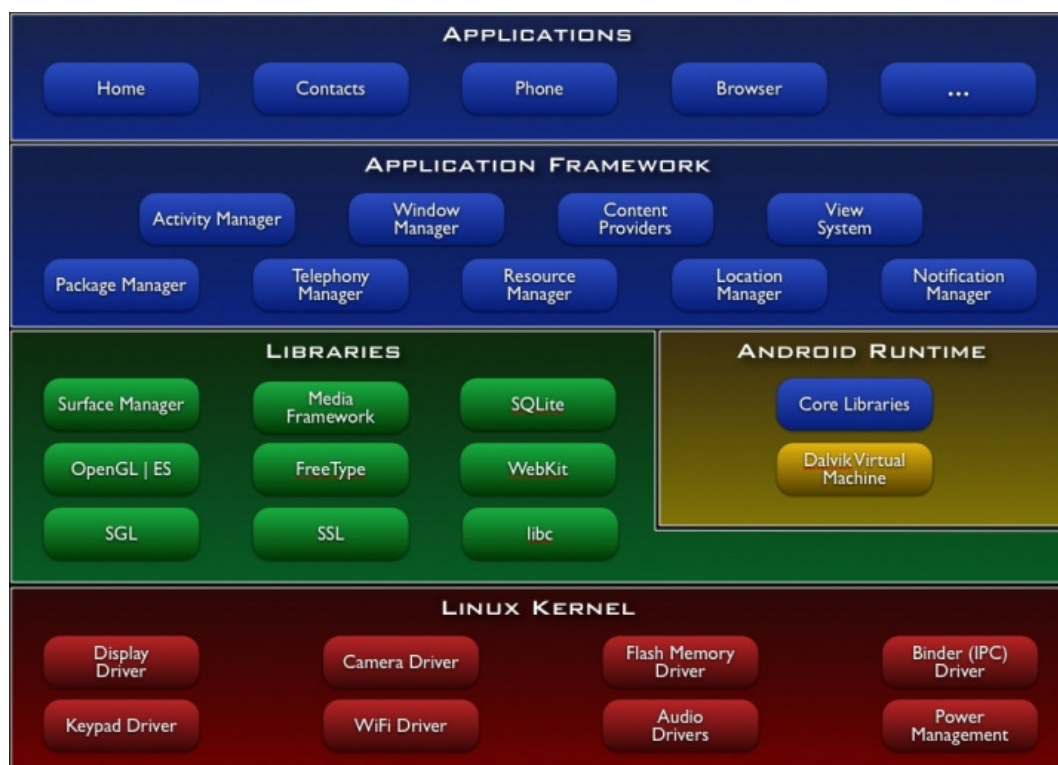 APPLICATIONS
Home
Contacts
Phone
Browser
...
APPLICATION FRAMEWORK
Activity Manager
Window
Manager
Content
Providers
View
System
Package Manager
Telephony
Manager
Resource
Manager
Location
Manager
Notification
Manager
LIBRARIES
Surface Manager
Media
Framework
SQLite
OpenGL | ES
FreeType
WebKit
SGL
SSL
libc
ANDROID RUNTIME
Core Libraries
Dalvik Virtual
Machine
LINUX KERNEL
Display
Driver
Camera Driver
Flash Memory
Driver
Binder (IPC)
Driver
Keypad Driver
WiFi Driver
Audio
Drivers
Power
Management